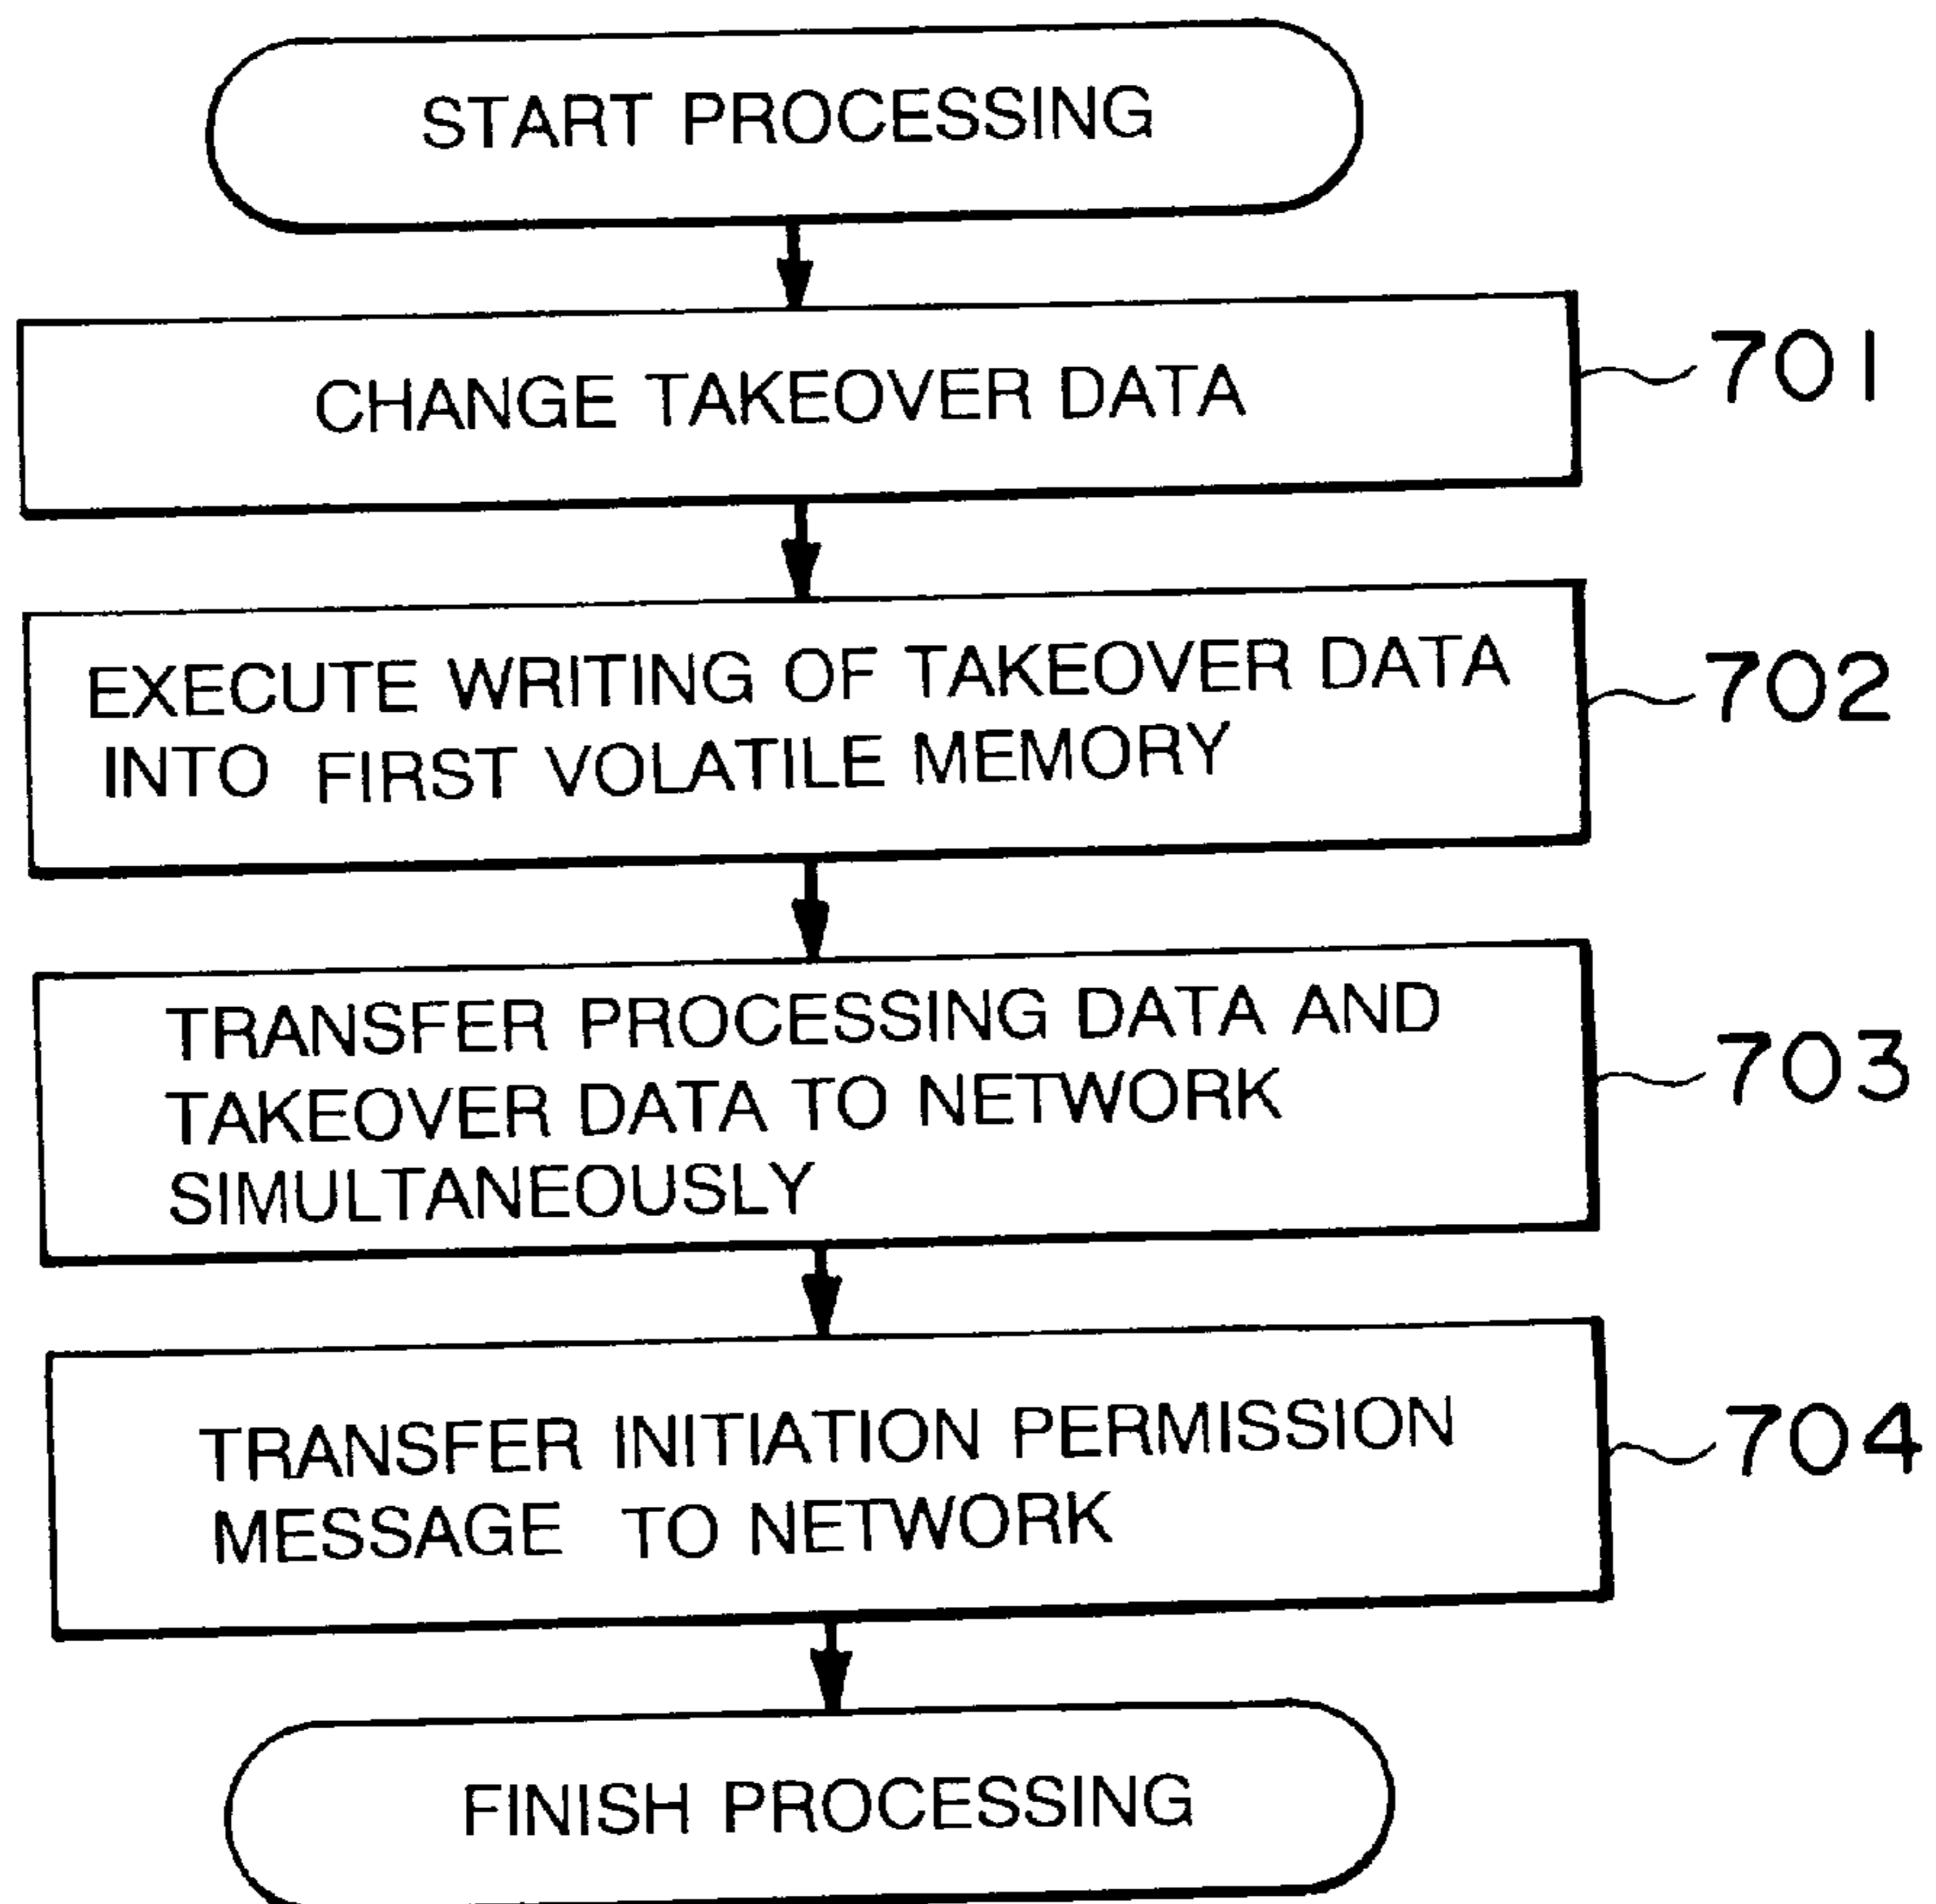 START PROCESSING
CHANGE TAKEOVER DATA
701
EXECUTE WRITING OF TAKEOVER DATA
INTO FIRST VOLATILE MEMORY
702
TRANSFER PROCESSING DATA AND
TAKEOVER DATA TO NETWORK
SIMULTANEOUSLY
703
TRANSFER INITIATION PERMISSION
MESSAGE TO NETWORK
704
FINISH PROCESSING